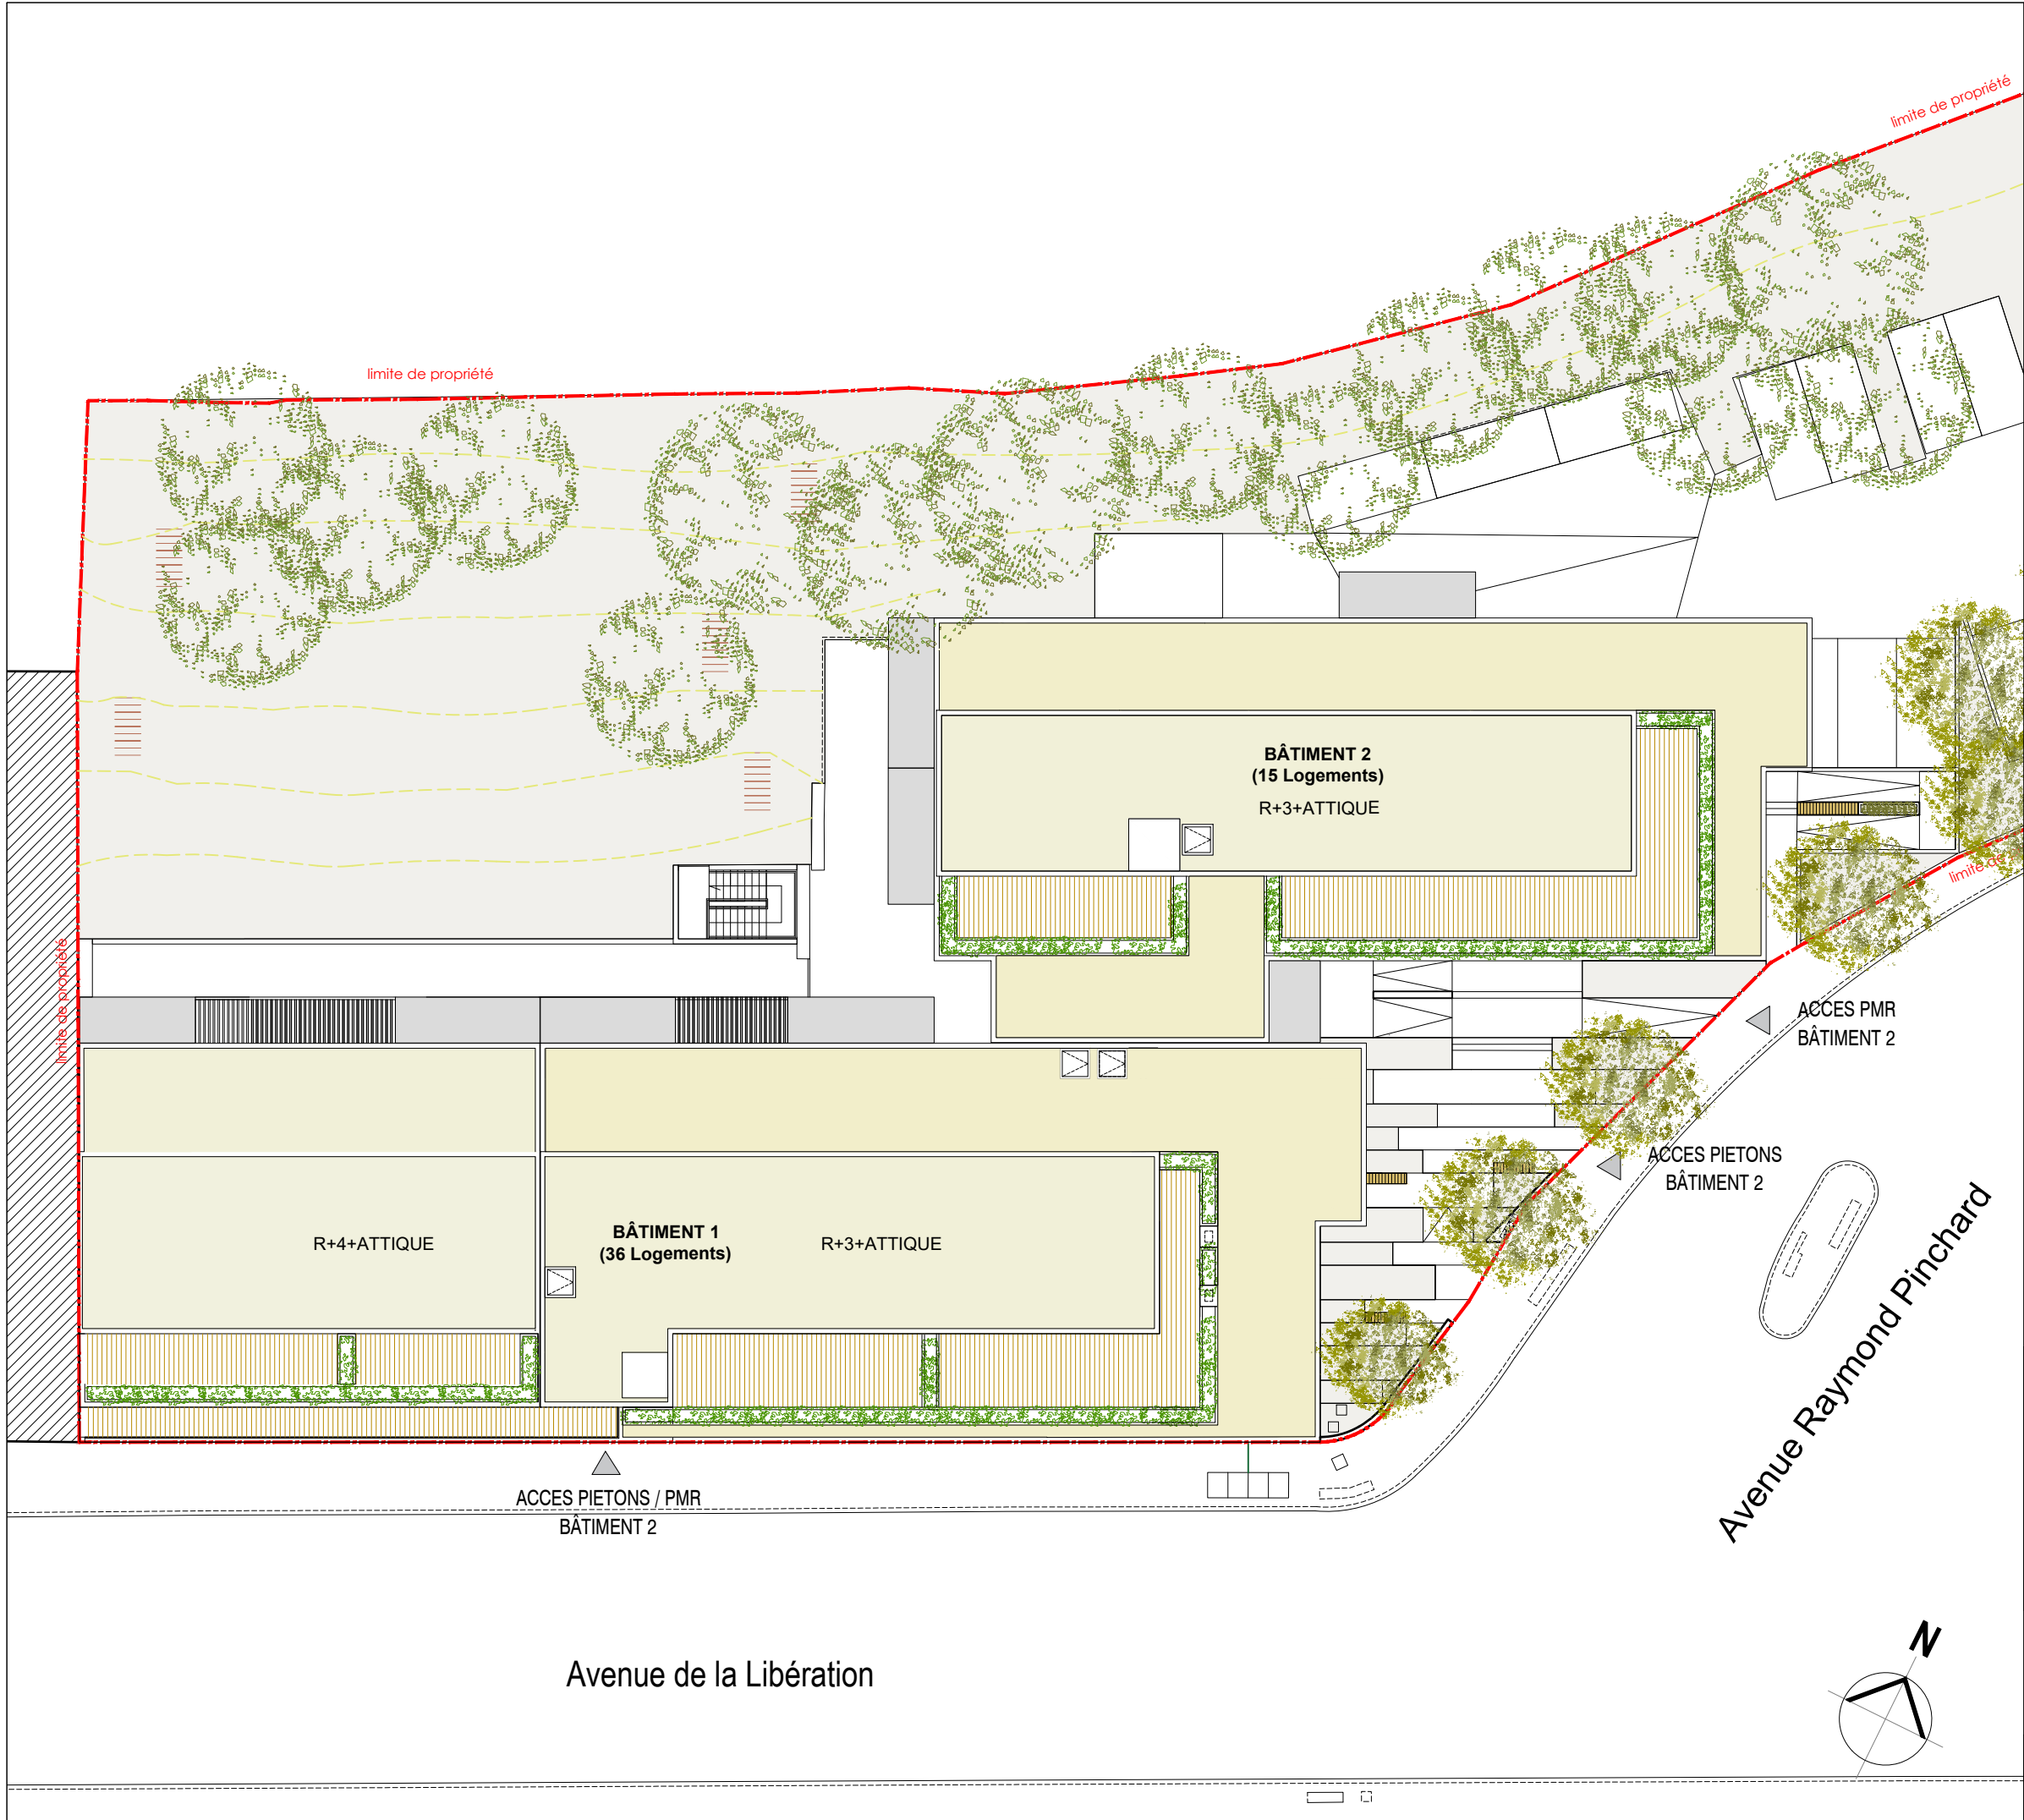 limite de propriété
limite de propriété
BÂTIMENT 2
(15 Logements)
R+3+ATTIQUE
limite de
limite de propriété
ACCES PMR
BÂTIMENT 2
ACCES PIETONS
BÂTIMENT 2
R+4+ATTIQUE
BÂTIMENT 1
(36 Logements)
R+3+ATTIQUE
Avenue Raymond Pinchard
ACCES PIETONS / PMR
BÂTIMENT 2
Avenue de la Libération
N